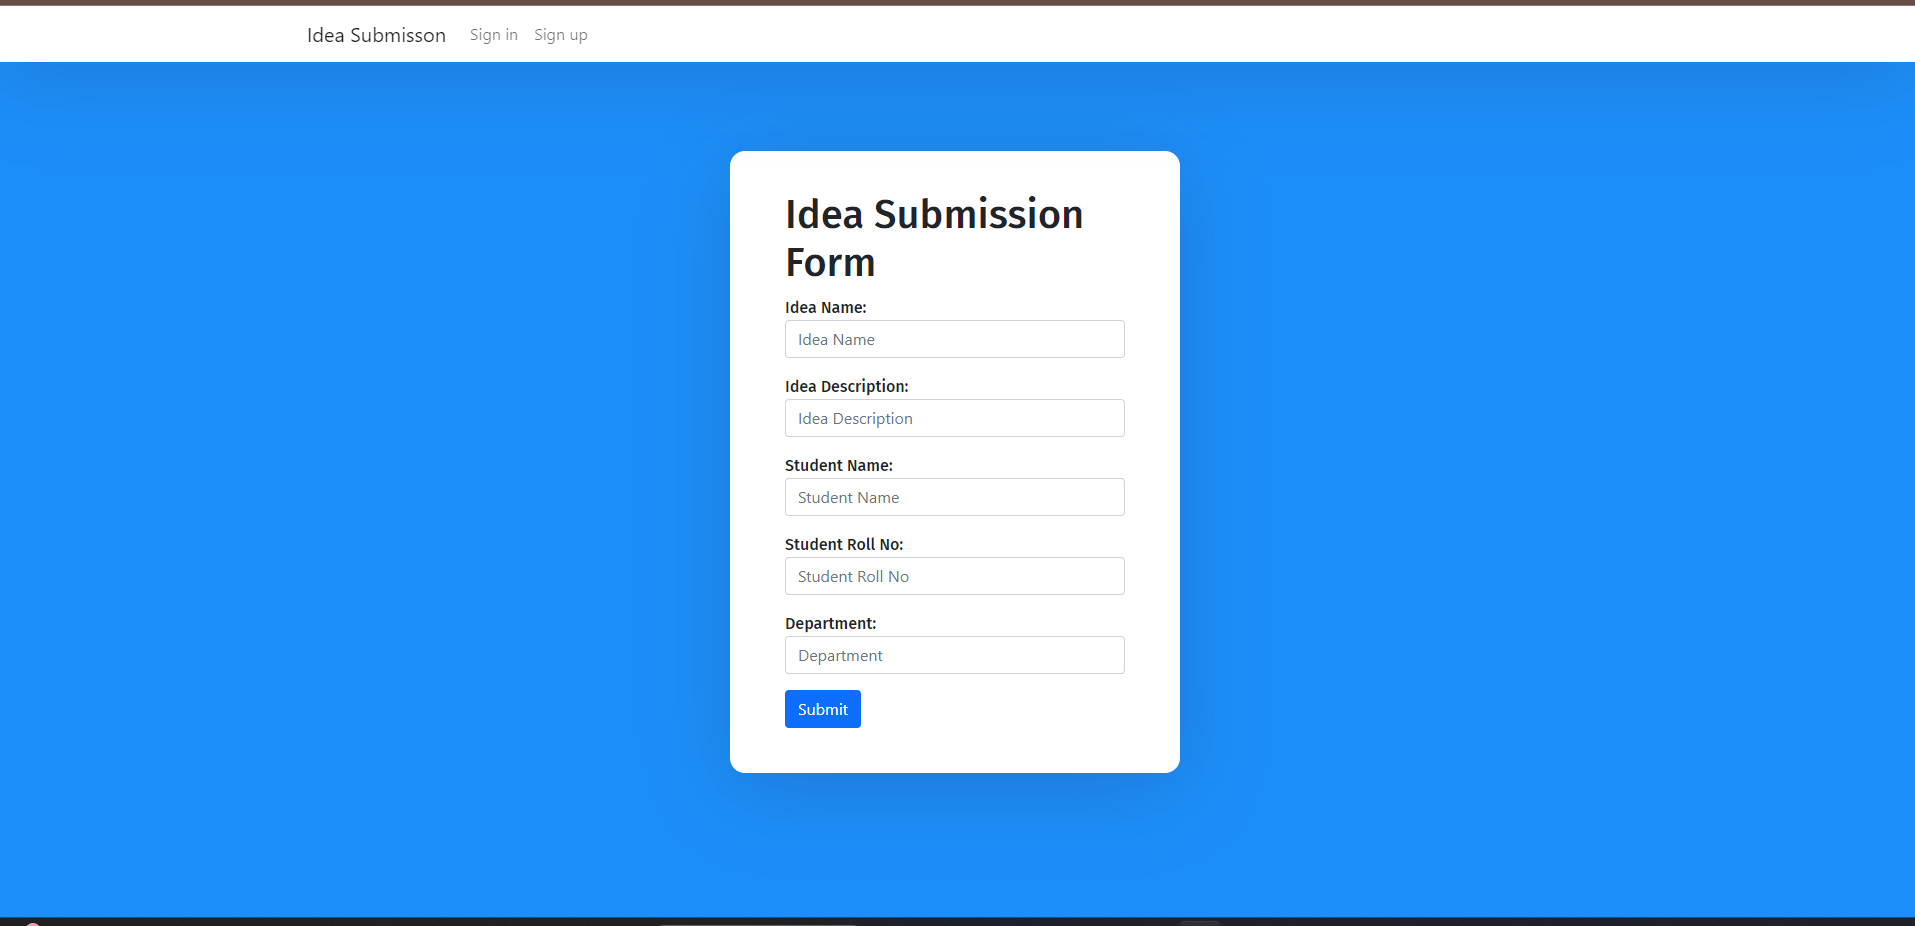 Idea Submisson Sign in Sign up
Idea Submission
Form
Idea Name:
Idea Name
Idea Description:
Idea Description
Student Name:
Student Name
Student Roll No:
Student Roll No
Department:
Department
Submit